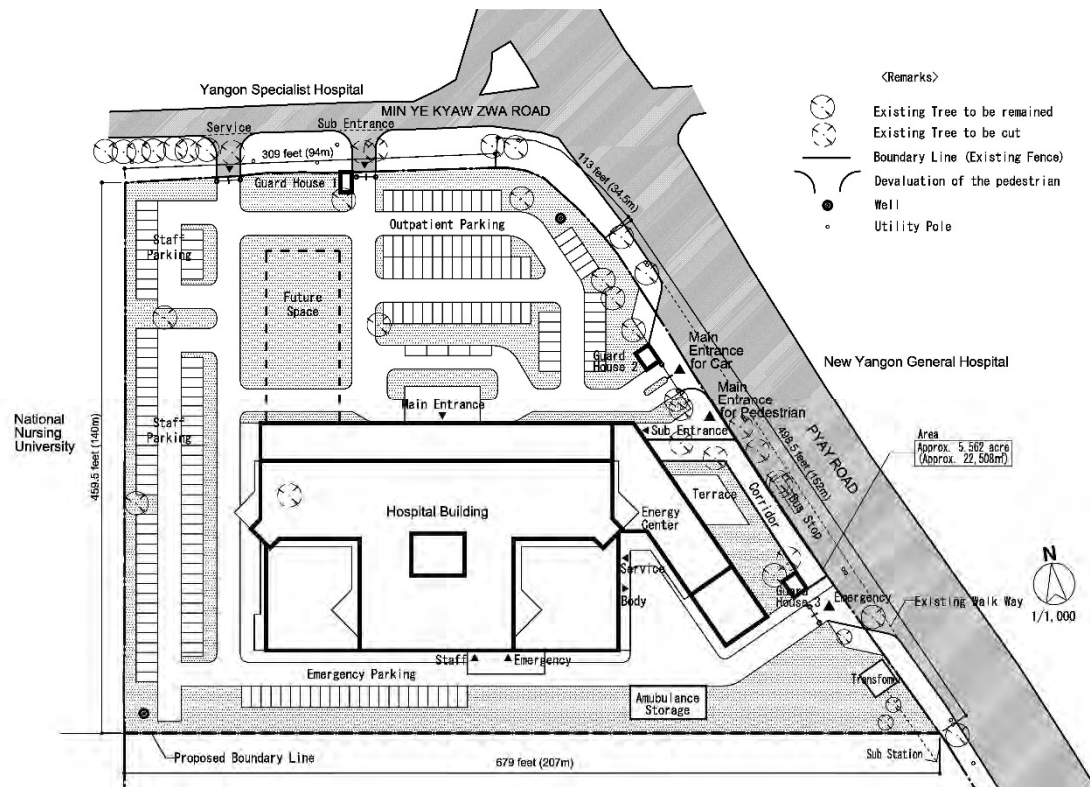 Yangon Specialist Hospital
MIN YE KYAW ZWA ROAD
Service
Sub Entrance
309 feet (94m)
Guard House 1
113 feet (34.5m)
<Remarks>
Existing Tree to be remained
Existing Tree to be cut
Boundary Line (Existing Fence)
Devaluation of the pedestrian
Well
Utility Pole
Staff
Parking
Outpatient Parking
Future
Space
Guard
House 2
Main
Entrance
for Car
Main
Entrance
for Pedestrian
New Yangon General Hospital
National
Nursing
University
459.5 feet (140m)
Staff
Parking
Main Entrance
Sub Entrance
498.5 feet (152m)
PYAY ROAD
Area
Approx. 5,562 acre
(Approx. 22,508㎡)
Hospital Building
Energy
Center
Terrace
Corridor
Bus Stop
Service
Body
Guard
House 3
Emergency
Existing Walk Way
N
1/1,000
Staff
Emergency
Emergency Parking
Amubulance
Storage
Transfomer
Sub Station
Proposed Boundary Line
679 feet (207m)